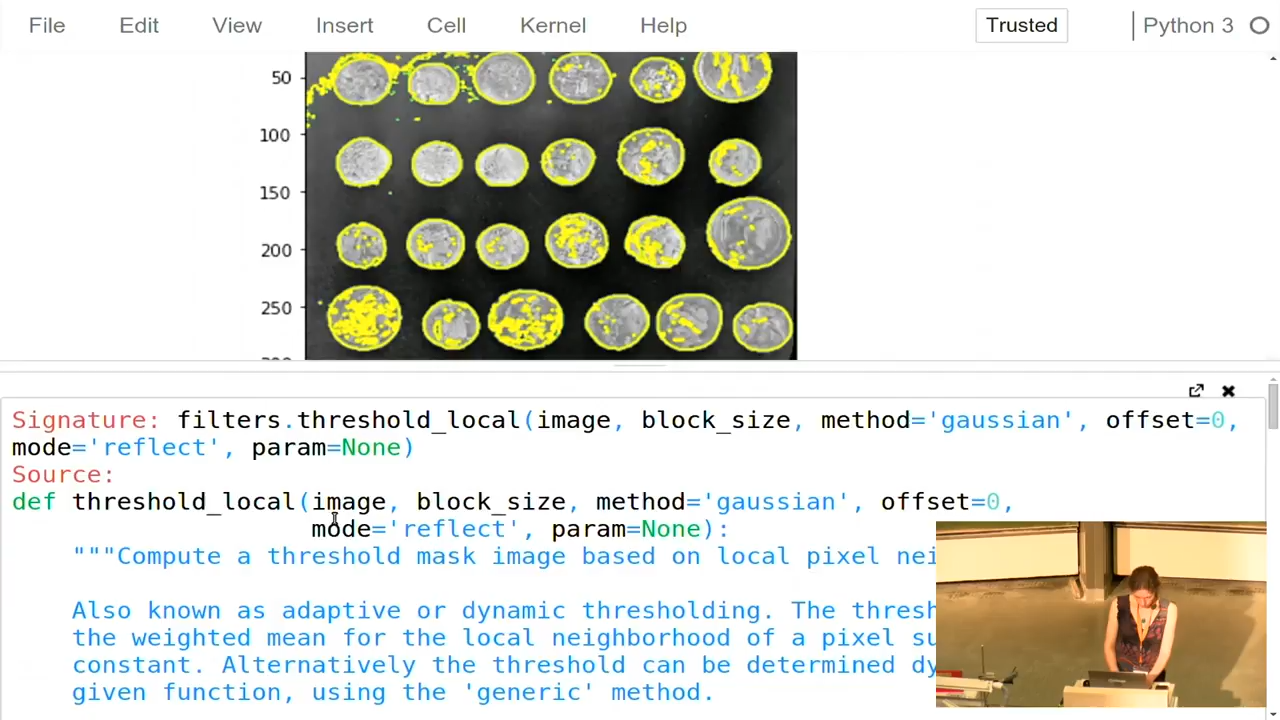 File Edit View Insert Cell Kernel Help Trusted Python 3
50
100
150
200
250
Signature: filters.threshold_local(image, block_size, method='gaussian', offset=0,
mode='reflect', param=None)
Source:
def threshold_local(image, block_size, method='gaussian', offset=0,
mode='reflect', param=None):
"""Compute a threshold mask image based on local pixel nei
Also known as adaptive or dynamic thresholding. The thresh
the weighted mean for the local neighborhood of a pixel su
constant. Alternatively the threshold can be determined dy
given function, using the 'generic' method.